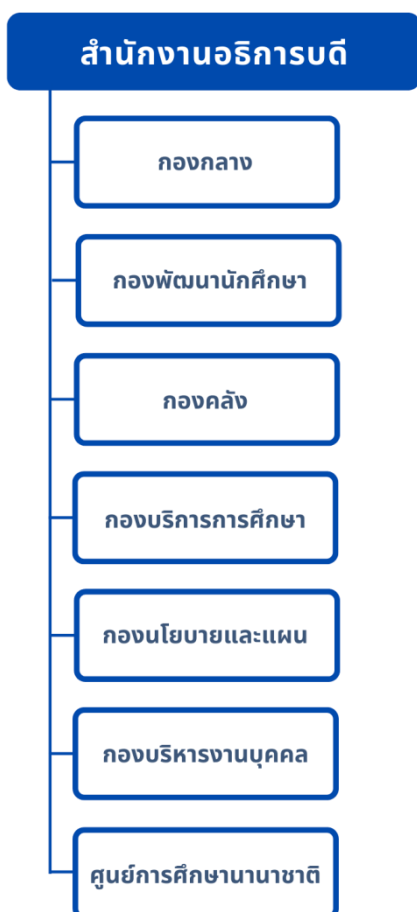 สำนักงานอธิการบดี
กองกลาง
กองพัฒนานักศึกษา
กองคลัง
กองบริการการศึกษา
กองนโยบายและแผน
กองบริหารงานบุคคล
ศูนย์การศึกษานานาชาติ